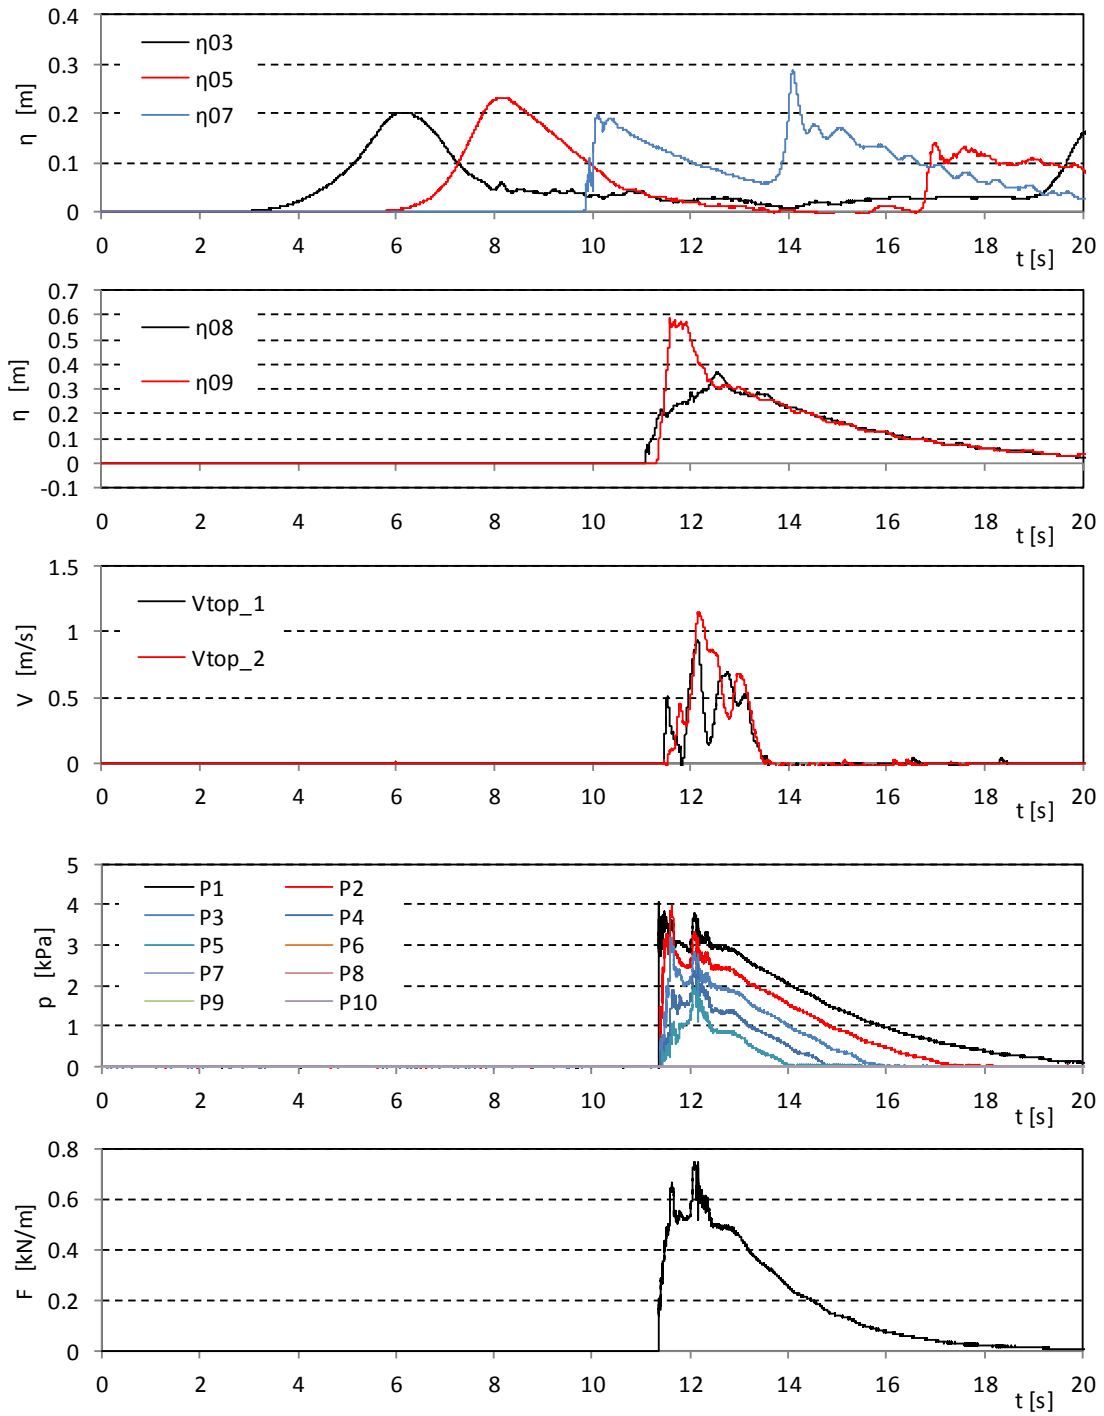 0.4
0.3
0.2
0.1
0
η [m]
η03
η05
η07
0 2 4 6 8 10 12 14 16 18 20
t [s]
0.7
0.6
0.5
0.4
0.3
0.2
0.1
0
-0.1
η [m]
η08
η09
0 2 4 6 8 10 12 14 16 18 20
t [s]
1.5
1
0.5
0
V [m/s]
Vtop_1
Vtop_2
0 2 4 6 8 10 12 14 16 18 20
t [s]
5
4
3
2
1
0
p [kPa]
P1 P2
P3 P4
P5 P6
P7 P8
P9 P10
0 2 4 6 8 10 12 14 16 18 20
t [s]
0.8
0.6
0.4
0.2
0
F [kN/m]
0 2 4 6 8 10 12 14 16 18 20
t [s]